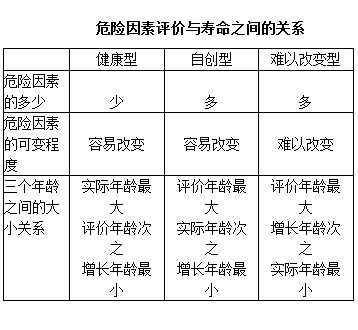 危险因素评价与寿命之间的关系
健康型 自创型 难以改变型
危险因素
的多少 少 多 多
危险因素
的可变程 容易改变 容易改变 难以改变
度
三个年龄 实际年龄最 评价年龄最 评价年龄最
之间的大 大 大 大
小关系 评价年龄次 实际年龄次 增长年龄次
之 之 之
增长年龄最 增长年龄最 实际年龄最
小 小 小